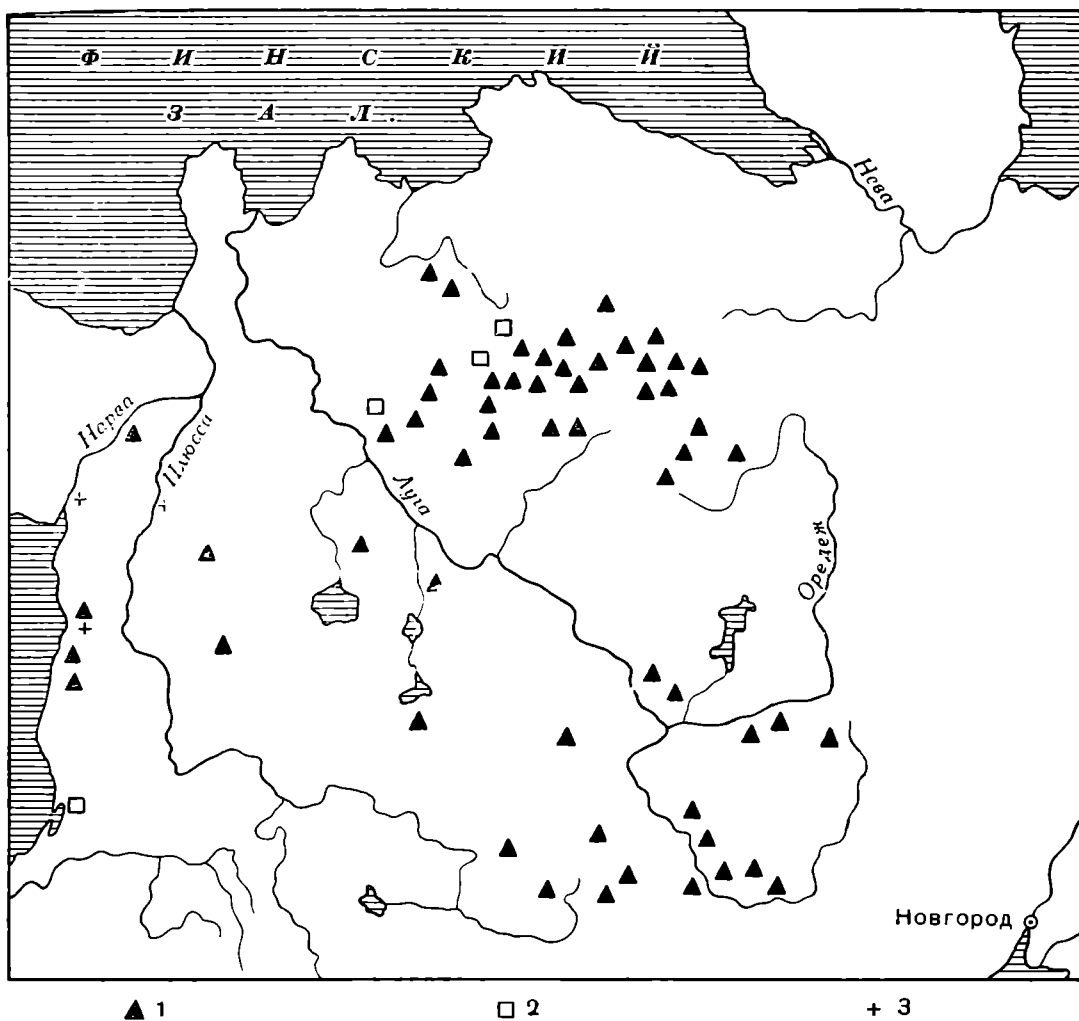 Ф И Н С К И Й
З А Л .
Нева
Нарва
Плюсса
Луга
Оредеж
Новгород
1
2
3